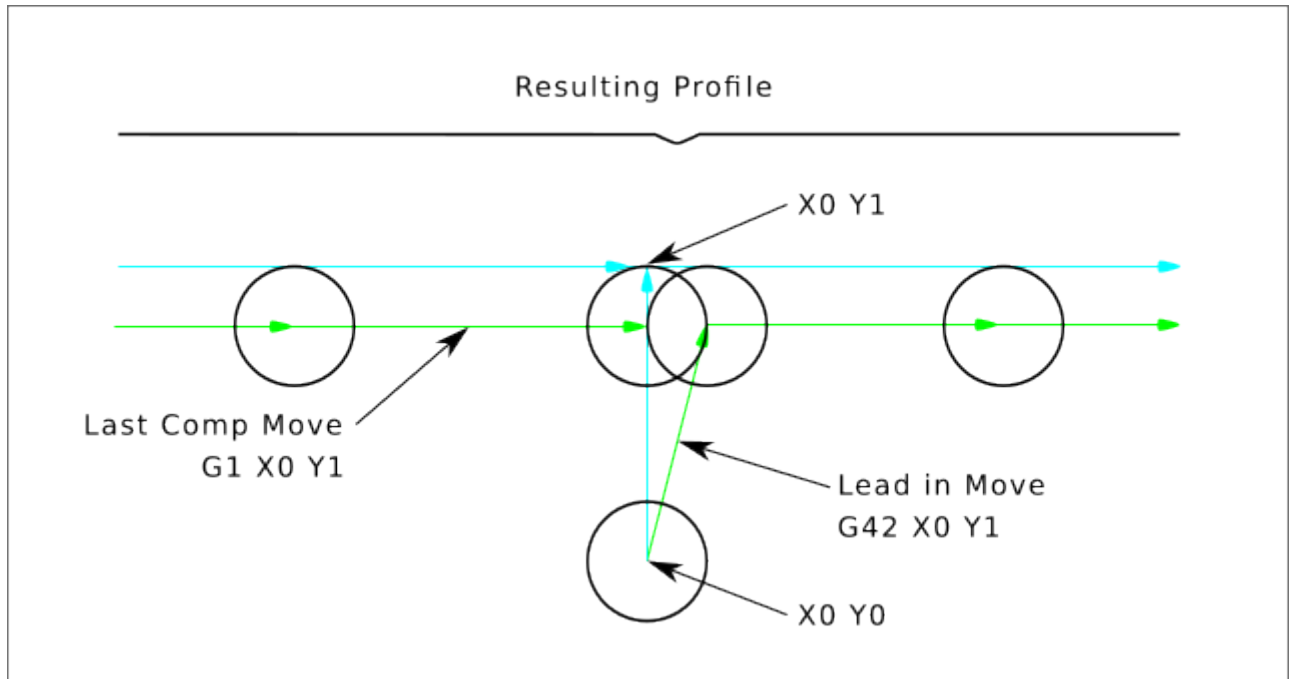 Resulting Profile
X0 Y1
Last Comp Move
G1 X0 Y1
Lead in Move
G42 X0 Y1
X0 Y0